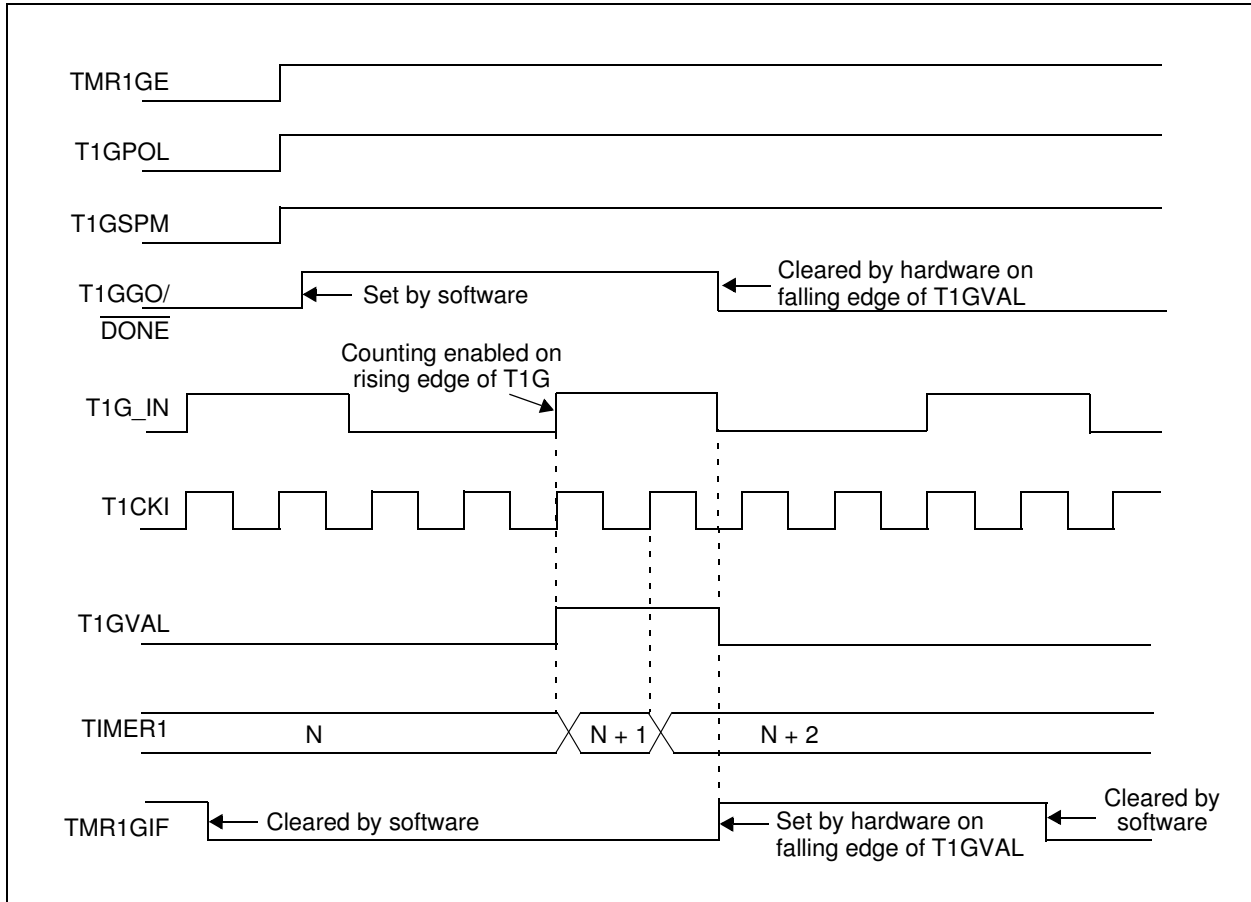 TMR1GE
T1GPOL
T1GSPM
T1GGO/
DONE
Set by software
Cleared by hardware on
falling edge of T1GVAL
Counting enabled on
rising edge of T1G
T1G_IN
T1CKI
T1GVAL
TIMER1
N
N + 1
N + 2
TMR1GIF
Cleared by software
Set by hardware on
falling edge of T1GVAL
Cleared by
software